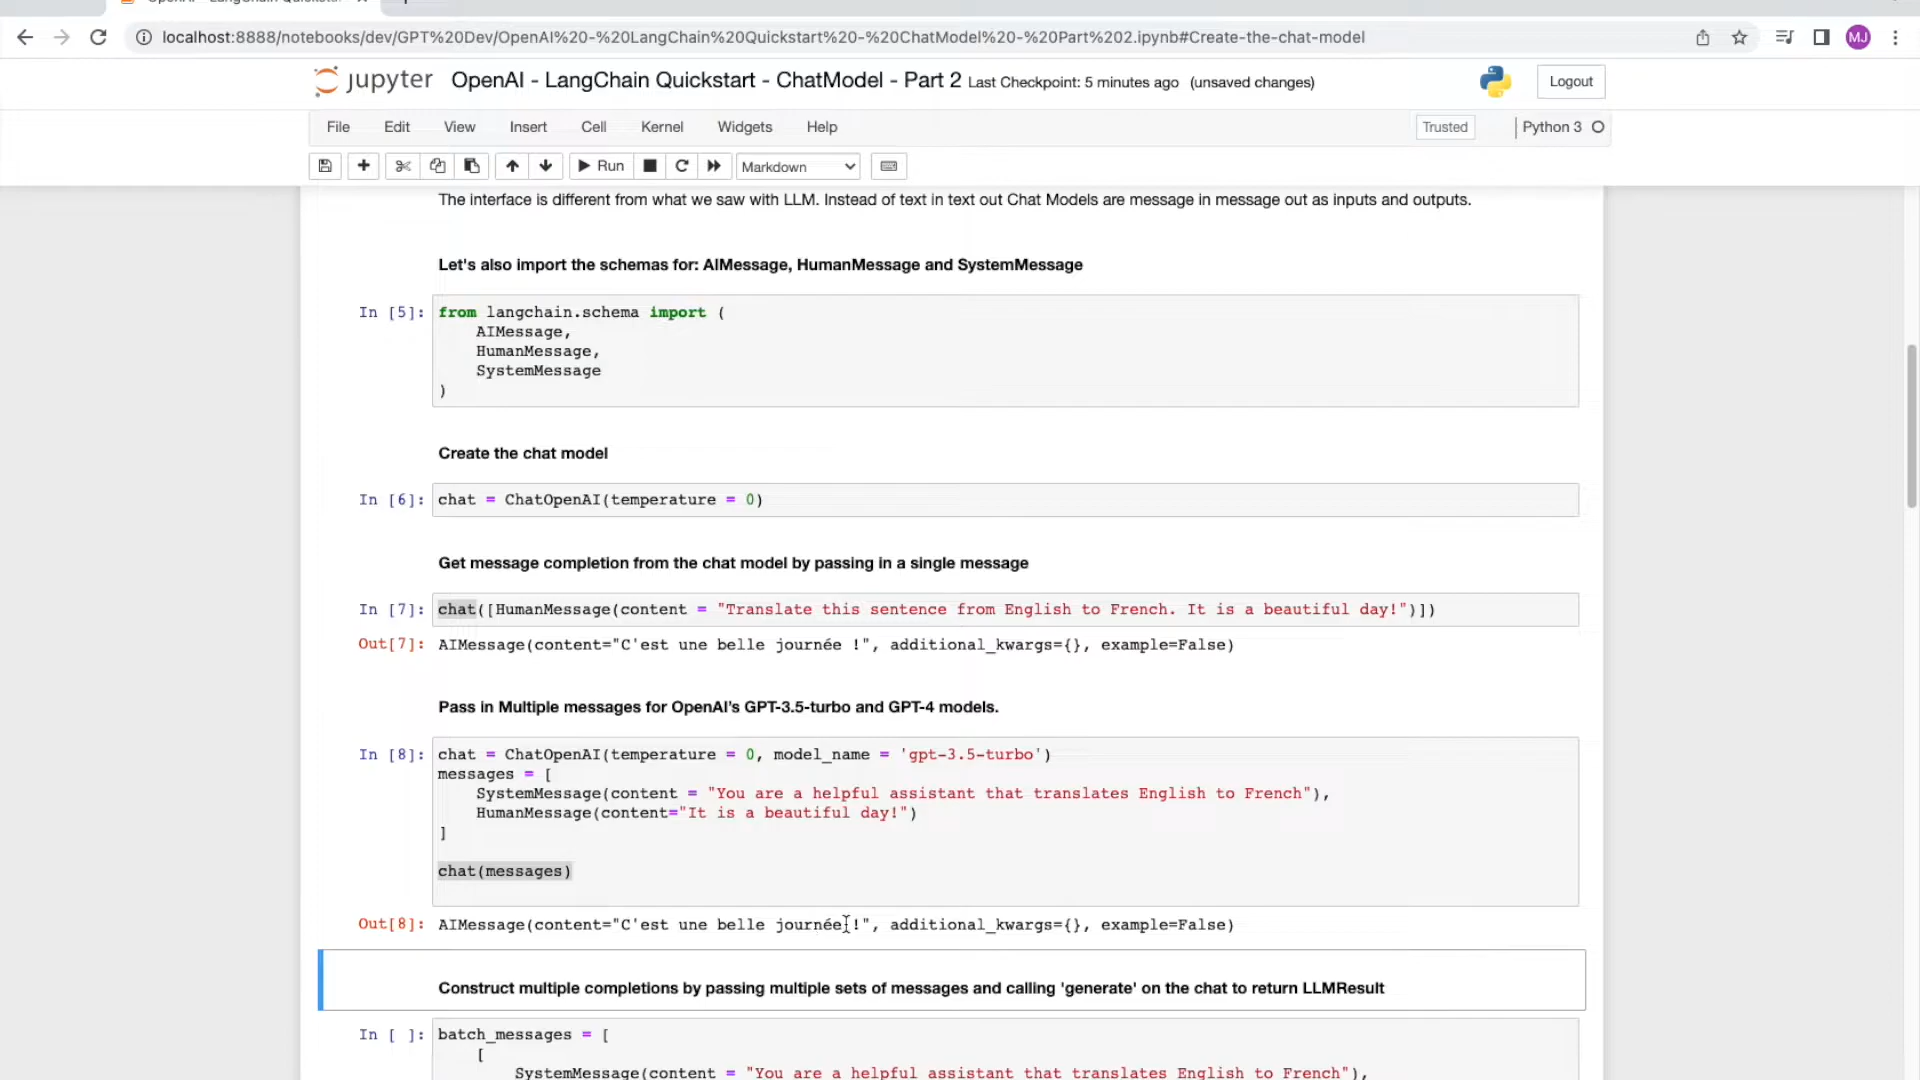 localhost:8888/notebooks/dev/GPT%20Dev/OpenAI%20-%20LangChain%20Quickstart%20-%20ChatModel%20-%20Part%202.ipynb#Create-the-chat-model
MJ
jupyter OpenAI - LangChain Quickstart - ChatModel - Part 2 Last Checkpoint: 5 minutes ago (unsaved changes)
Logout
File Edit View Insert Cell Kernel Widgets Help
Trusted
Python 3
Run
Markdown
The interface is different from what we saw with LLM. Instead of text in text out Chat Models are message in message out as inputs and outputs.
Let's also import the schemas for: AIMessage, HumanMessage and SystemMessage
In [5]: from langchain.schema import (
AIMessage,
HumanMessage,
SystemMessage
)
Create the chat model
In [6]: chat = ChatOpenAI(temperature = 0)
Get message completion from the chat model by passing in a single message
In [7]: chat([HumanMessage(content = "Translate this sentence from English to French. It is a beautiful day!")])
Out[7]: AIMessage(content="C'est une belle journée !", additional_kwargs={}, example=False)
Pass in Multiple messages for OpenAI's GPT-3.5-turbo and GPT-4 models.
In [8]: chat = ChatOpenAI(temperature = 0, model_name = 'gpt-3.5-turbo')
messages = [
SystemMessage(content = "You are a helpful assistant that translates English to French"),
HumanMessage(content="It is a beautiful day!")
]
chat(messages)
Out[8]: AIMessage(content="C'est une belle journée !", additional_kwargs={}, example=False)
Construct multiple completions by passing multiple sets of messages and calling 'generate' on the chat to return LLMResult
In [ ]: batch_messages = [
[
SystemMessage(content = "You are a helpful assistant that translates English to French"),